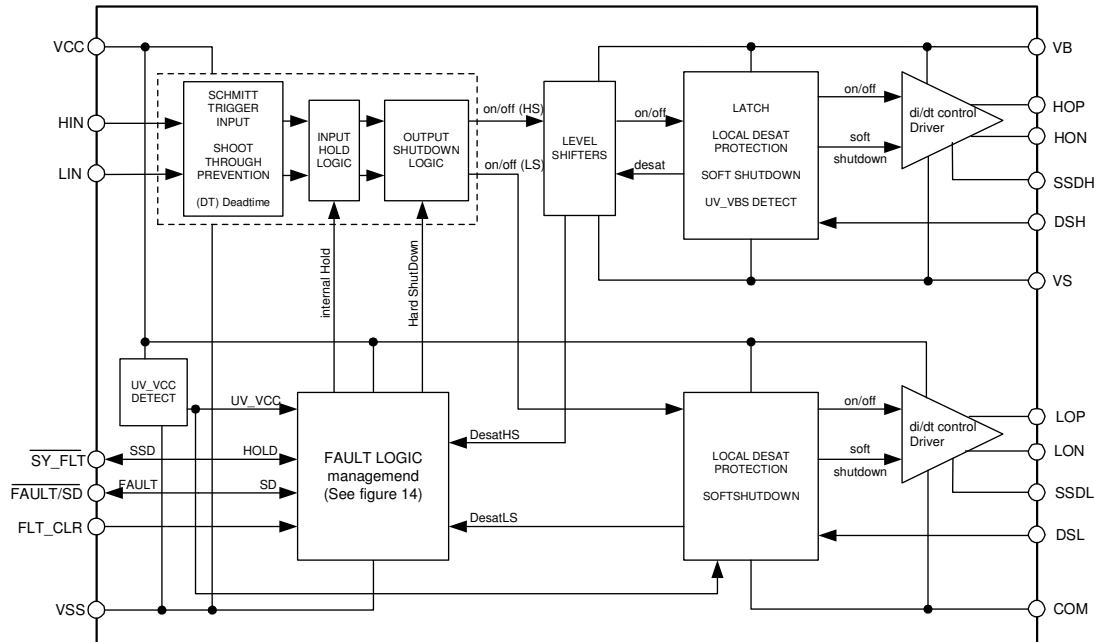 VCC
HIN
LIN
SCHMITT
TRIGGER
INPUT
SHOOT
THROUGH
PREVENTION
(DT) Deadtime
INPUT
HOLD
LOGIC
OUTPUT
SHUTDOWN
LOGIC
on/off (HS)
on/off (LS)
LEVEL
SHIFTERS
on/off
desat
LATCH
LOCAL DESAT
PROTECTION
SOFT SHUTDOWN
UV_VBS DETECT
on/off
soft
shutdown
di/dt control
Driver
VB
HOP
HON
SSDH
DSH
VS
internal Hold
Hard ShutDown
UV_VCC
DETECT
UV_VCC
SY_FLT
SSD
HOLD
FAULT/SD
FAULT
SD
FLT_CLR
VSS
FAULT LOGIC
managemend
(See figure 14)
DesatHS
DesatLS
LOCAL DESAT
PROTECTION
SOFTSHUTDOWN
on/off
soft
shutdown
di/dt control
Driver
LOP
LON
SSDL
DSL
COM